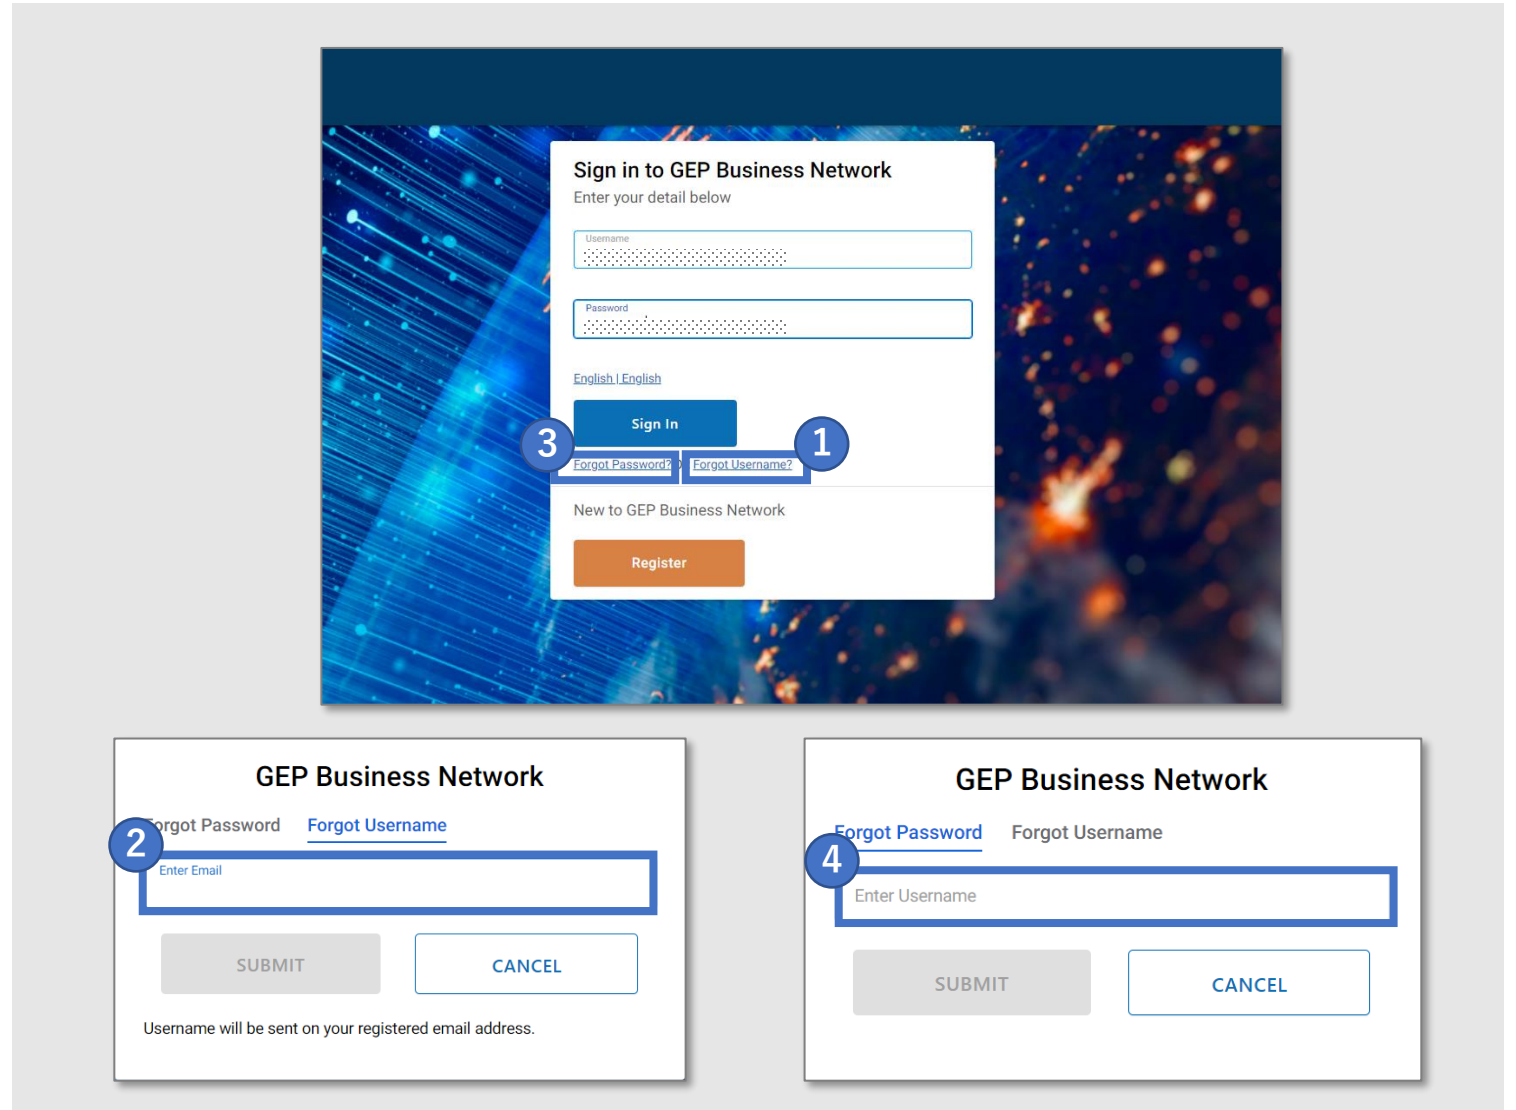 Sign in to GEP Business Network
Enter your detail below
Username
Password
English | English
Sign In
3
1
Forgot Password? Forgot Username?
New to GEP Business Network
Register
GEP Business Network
Forgot Password Forgot Username
2
Enter Email
SUBMIT CANCEL
Username will be sent on your registered email address.
GEP Business Network
Forgot Password Forgot Username
4
Enter Username
SUBMIT CANCEL